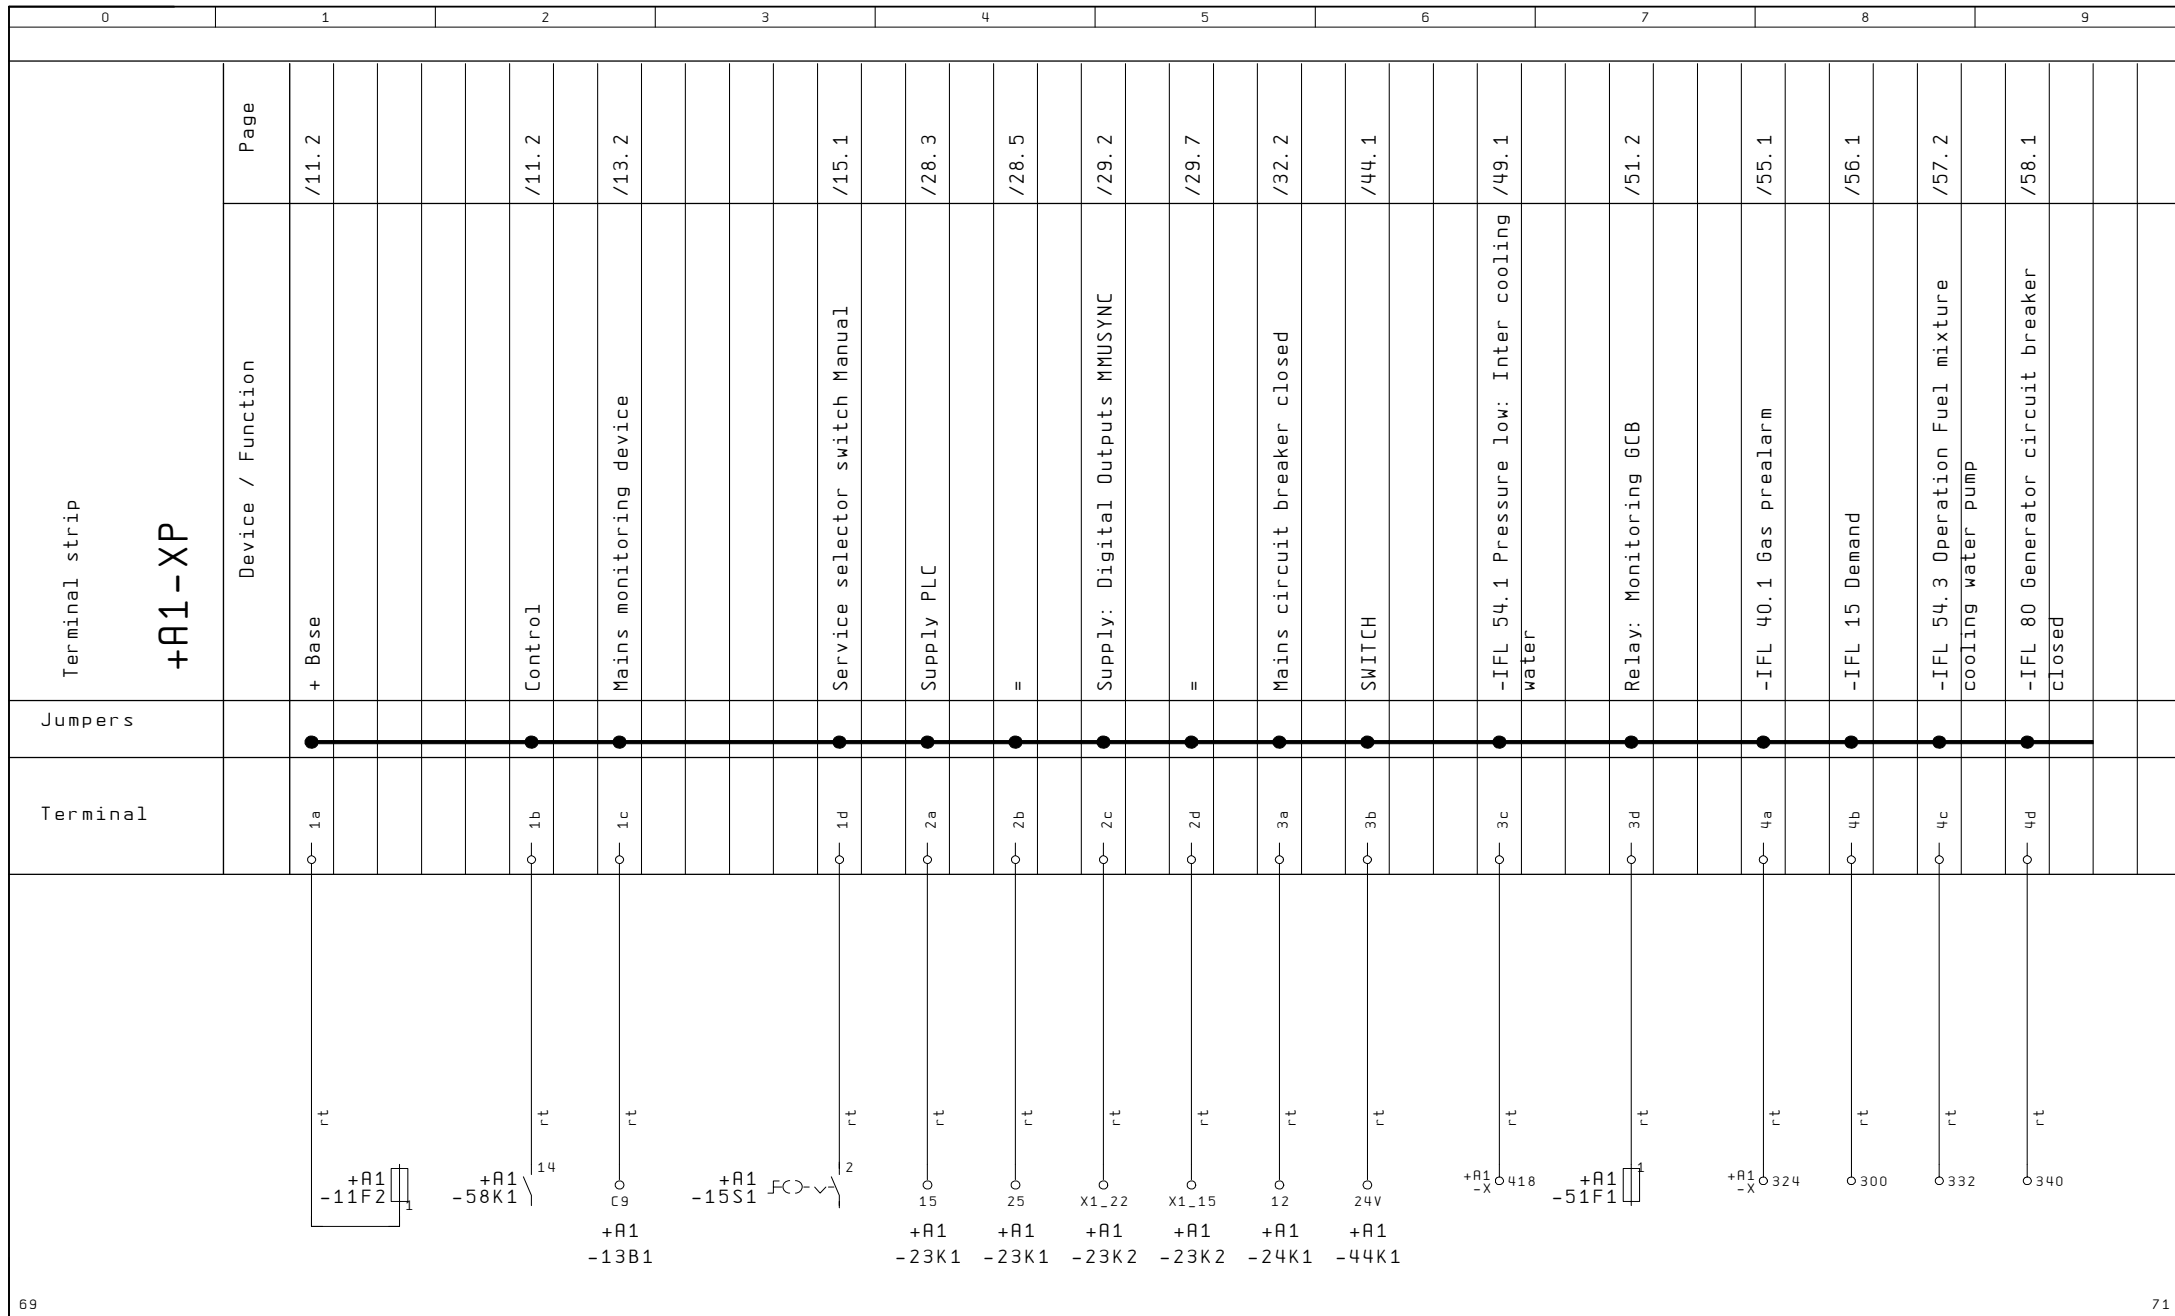 0 1 2 3 4 5 6 7 8 9
Terminal strip
+A1-XP
Page
/11.2
/11.2
/13.2
/15.1
/28.3
/28.5
/29.2
/29.7
/32.2
/44.1
/49.1
/51.2
/55.1
/56.1
/57.2
/58.1
Device / Function
+ Base
Control
Mains monitoring device
Service selector switch Manual
Supply PLC
=
Supply: Digital Outputs MMUSYNC
=
Mains circuit breaker closed
SWITCH
-IFL 54.1 Pressure low: Inter cooling
water
Relay: Monitoring GCB
-IFL 40.1 Gas prealarm
-IFL 15 Demand
-IFL 54.3 Operation Fuel mixture
cooling water pump
-IFL 80 Generator circuit breaker
closed
Jumpers
Terminal
1a 1b 1c 1d 2a 2b 2c 2d 3a 3b 3c 3d 4a 4b 4c 4d
rt rt rt rt rt rt rt rt rt rt rt rt rt rt rt rt
+A1
-11F2
1
+A1
-58K1
14
C9
+A1
-13B1
+A1
-15S1
2
15
+A1
-23K1
25
+A1
-23K1
X1_22
+A1
-23K2
X1_15
+A1
-23K2
12
+A1
-24K1
24V
+A1
-44K1
+A1
-X
418
+A1
-51F1
1
+A1
-X
324
300
332
340
69
71